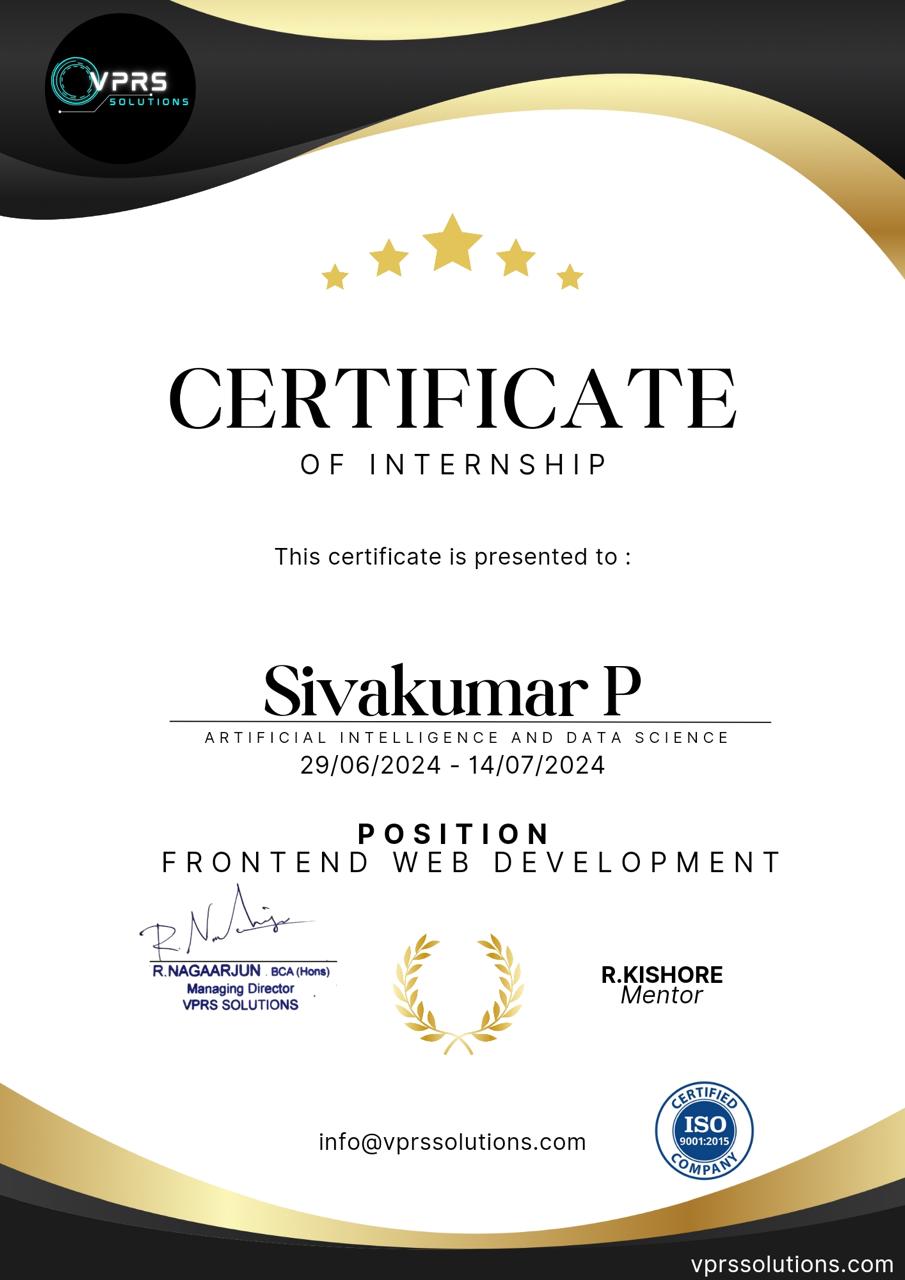 VPRS
SOLUTIONS
CERTIFICATE
OF INTERNSHIP
This certificate is presented to :
Sivakumar P
ARTIFICIAL INTELLIGENCE AND DATA SCIENCE
29/06/2024 - 14/07/2024
POSITION
FRONTEND WEB DEVELOPMENT
R.NAGAARJUN . BCA (Hons)
Managing Director
VPRS SOLUTIONS
R.KISHORE
Mentor
CERTIFIED
ISO
9001:2015
COMPANY
info@vprssolutions.com
vprssolutions.com